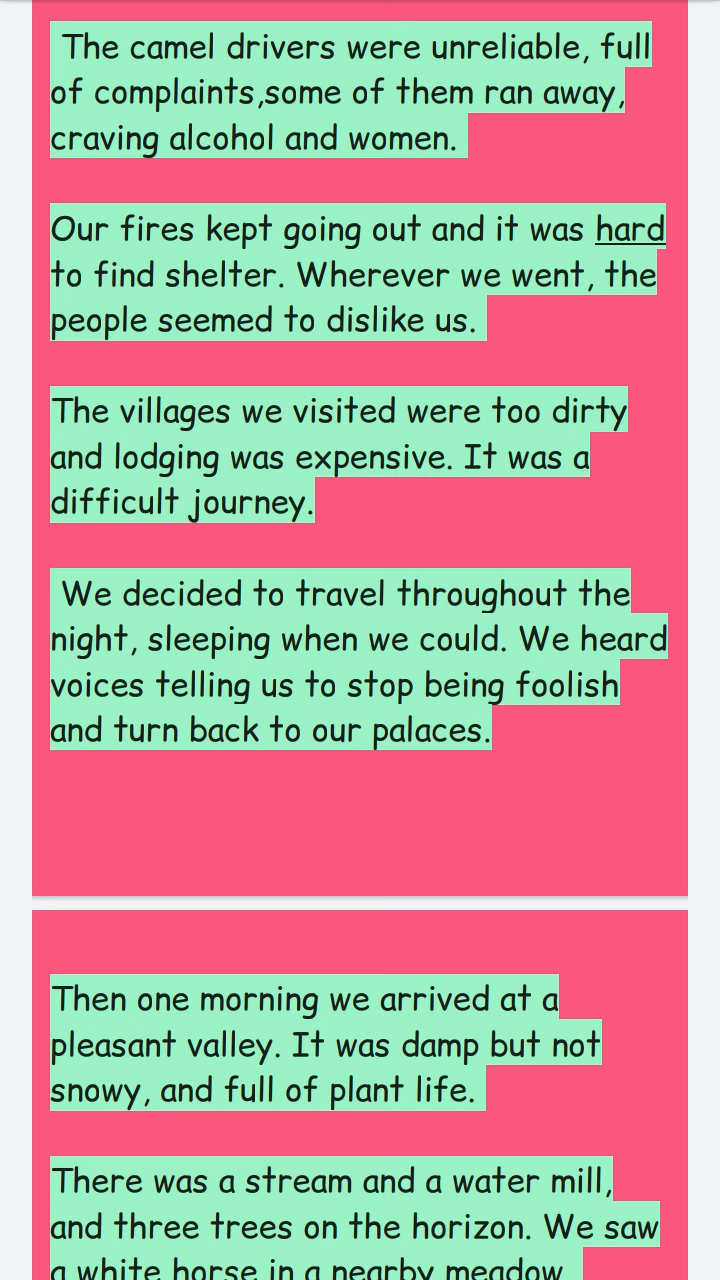 The camel drivers were unreliable, full
of complaints,some of them ran away,
craving alcohol and women.
Our fires kept going out and it was hard
to find shelter. Wherever we went, the
people seemed to dislike us.
The villages we visited were too dirty
and lodging was expensive. It was a
difficult journey.
We decided to travel throughout the
night, sleeping when we could. We heard
voices telling us to stop being foolish
and turn back to our palaces.
Then one morning we arrived at a
pleasant valley. It was damp but not
snowy, and full of plant life.
There was a stream and a water mill,
and three trees on the horizon. We saw
a white horse in a nearby meadow.